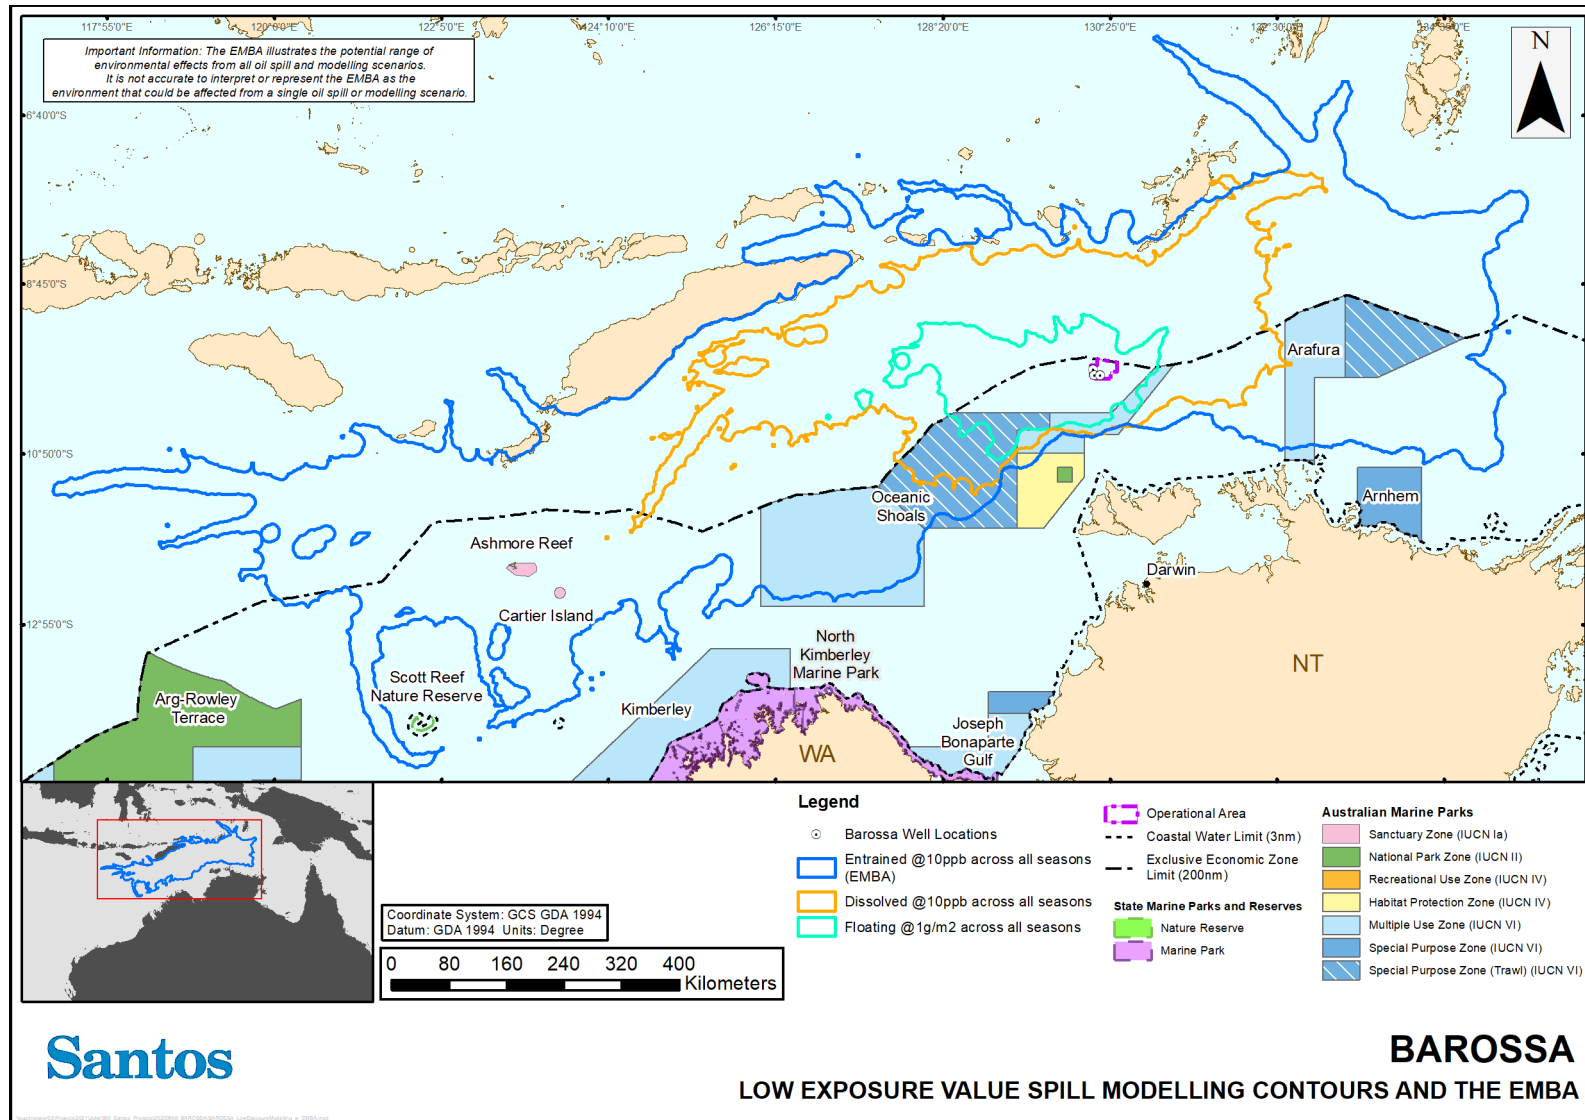 117°55'0"E
120°0'0"E
122°5'0"E
124°10'0"E
126°15'0"E
128°20'0"E
130°25'0"E
Important Information: The EMBA illustrates the potential range of
environmental effects from all oil spill and modelling scenarios.
It is not accurate to interpret or represent the EMBA as the
environment that could be affected from a single oil spill or modelling scenario.
N
6°40'0"S
8°45'0"S
10°50'0"S
12°55'0"S
Arafura
Oceanic
Shoals
Arnhem
Ashmore Reef
Cartier Island
Darwin
North
Kimberley
Marine Park
Scott Reef
Nature Reserve
Arg-Rowley
Terrace
Kimberley
NT
WA
Joseph
Bonaparte
Gulf
Legend
Barossa Well Locations
Entrained @10ppb across all seasons
(EMBA)
Dissolved @10ppb across all seasons
Floating @1g/m2 across all seasons
Operational Area
Coastal Water Limit (3nm)
Exclusive Economic Zone
Limit (200nm)
State Marine Parks and Reserves
Nature Reserve
Marine Park
Australian Marine Parks
Sanctuary Zone (IUCN Ia)
National Park Zone (IUCN II)
Recreational Use Zone (IUCN IV)
Habitat Protection Zone (IUCN IV)
Multiple Use Zone (IUCN VI)
Special Purpose Zone (IUCN VI)
Special Purpose Zone (Trawl) (IUCN VI)
Coordinate System: GCS GDA 1994
Datum: GDA 1994 Units: Degree
0 80 160 240 320 400
Kilometers
Santos
BAROSSA
LOW EXPOSURE VALUE SPILL MODELLING CONTOURS AND THE EMBA